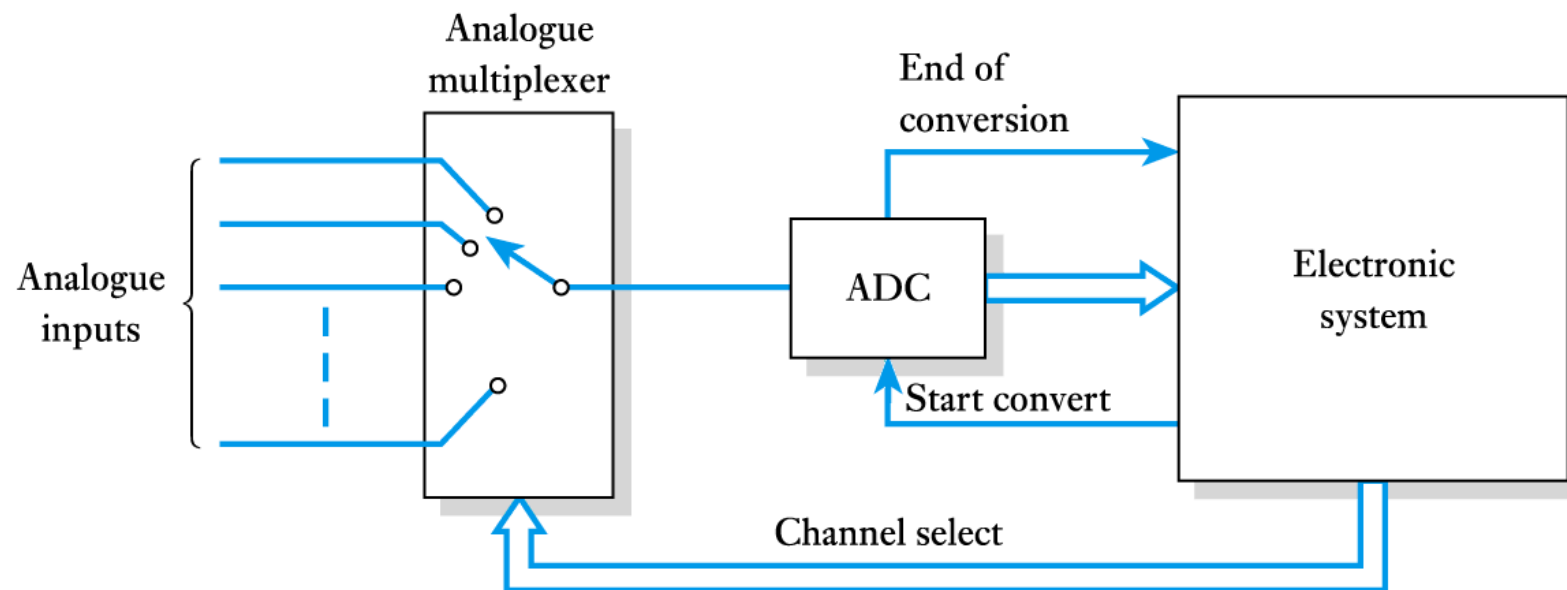 Analogue
multiplexer
End of
conversion
Analogue
inputs
ADC
Electronic
system
Start convert
Channel select